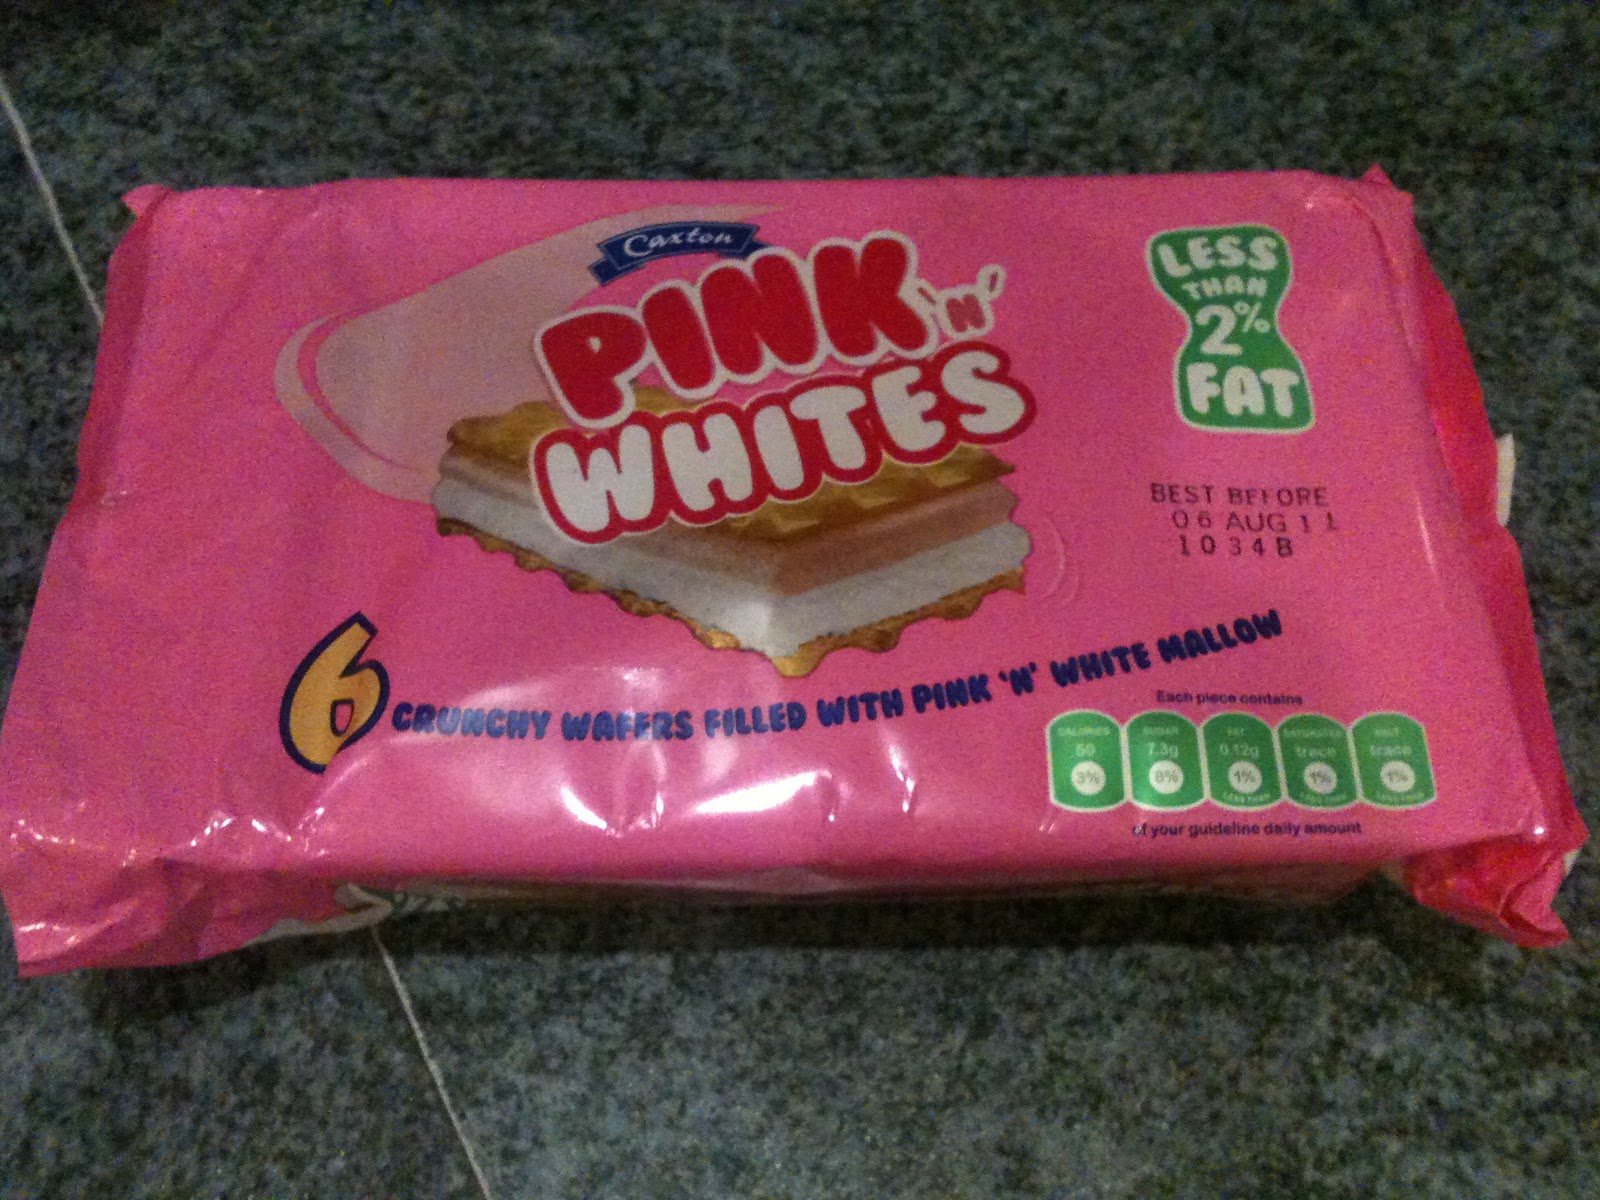 Caxton
PINK 'N'
WHITES
LESS
THAN
2%
FAT
BEST BEFORE
06 AUG 11
1034B
6 CRUNCHY WAFERS FILLED WITH PINK 'N' WHITE MALLOW
Each piece contains
CALORIES SUGAR FAT SATURATES SALT
50 7.3g 0.12g trace trace
3% 8% 1% 1% 1%
of your guideline daily amount